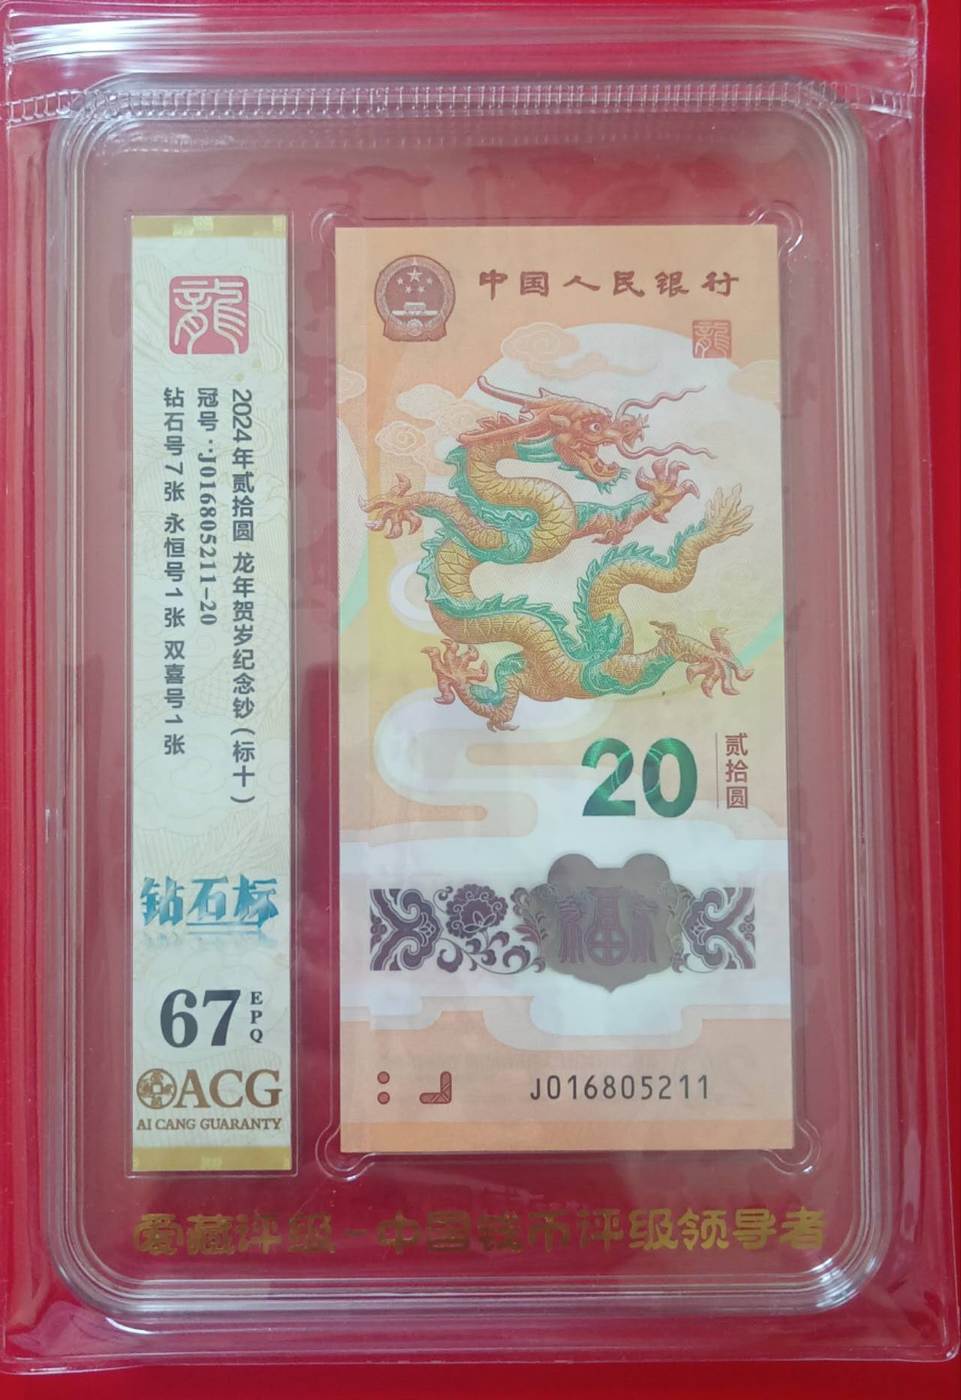 龍
2024年贰拾圆 龙年贺岁纪念钞(标十)
冠号:J016805211-20
钻石号7张 永恒号1张 双喜号1张
钻石标
67 EPQ
ACG
AI CANG GUARANTY
中国人民银行
龍
20
贰拾圆
福
J016805211
爱藏评级-中国钱币评级领导者